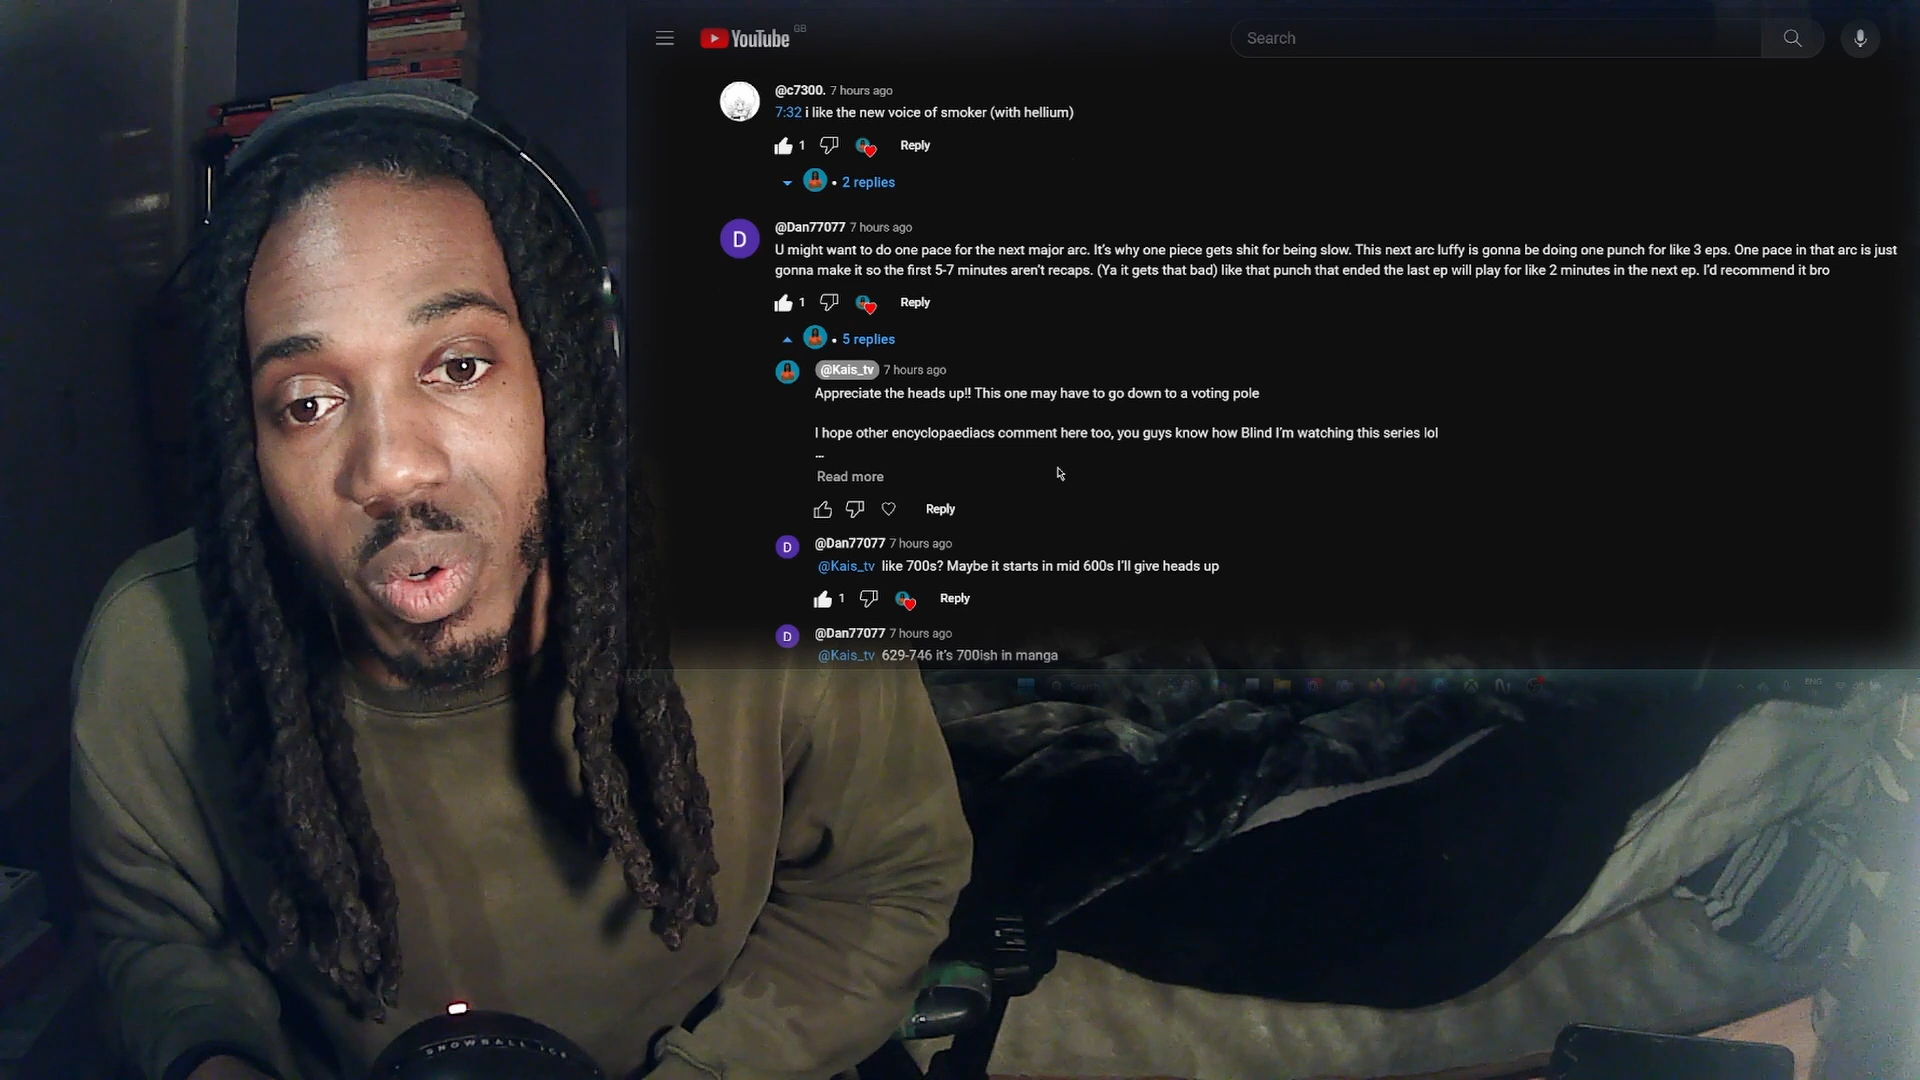 YouTube GB
Search
@c7300. 7 hours ago
7:32 i like the new voice of smoker (with hellium)
1 Reply
• 2 replies
D
@Dan77077 7 hours ago
U might want to do one pace for the next major arc. It's why one piece gets shit for being slow. This next arc luffy is gonna be doing one punch for like 3 eps. One pace in that arc is just
gonna make it so the first 5-7 minutes aren't recaps. (Ya it gets that bad) like that punch that ended the last ep will play for like 2 minutes in the next ep. I'd recommend it bro
1 Reply
• 5 replies
@Kais_tv 7 hours ago
Appreciate the heads up!! This one may have to go down to a voting pole
I hope other encyclopaediacs comment here too, you guys know how Blind I'm watching this series lol
...
Read more
Reply
D
@Dan77077 7 hours ago
@Kais_tv like 700s? Maybe it starts in mid 600s I'll give heads up
1 Reply
D
@Dan77077 7 hours ago
@Kais_tv 629-746 it's 700ish in manga
Search
ENG
SNOWBALL ICE